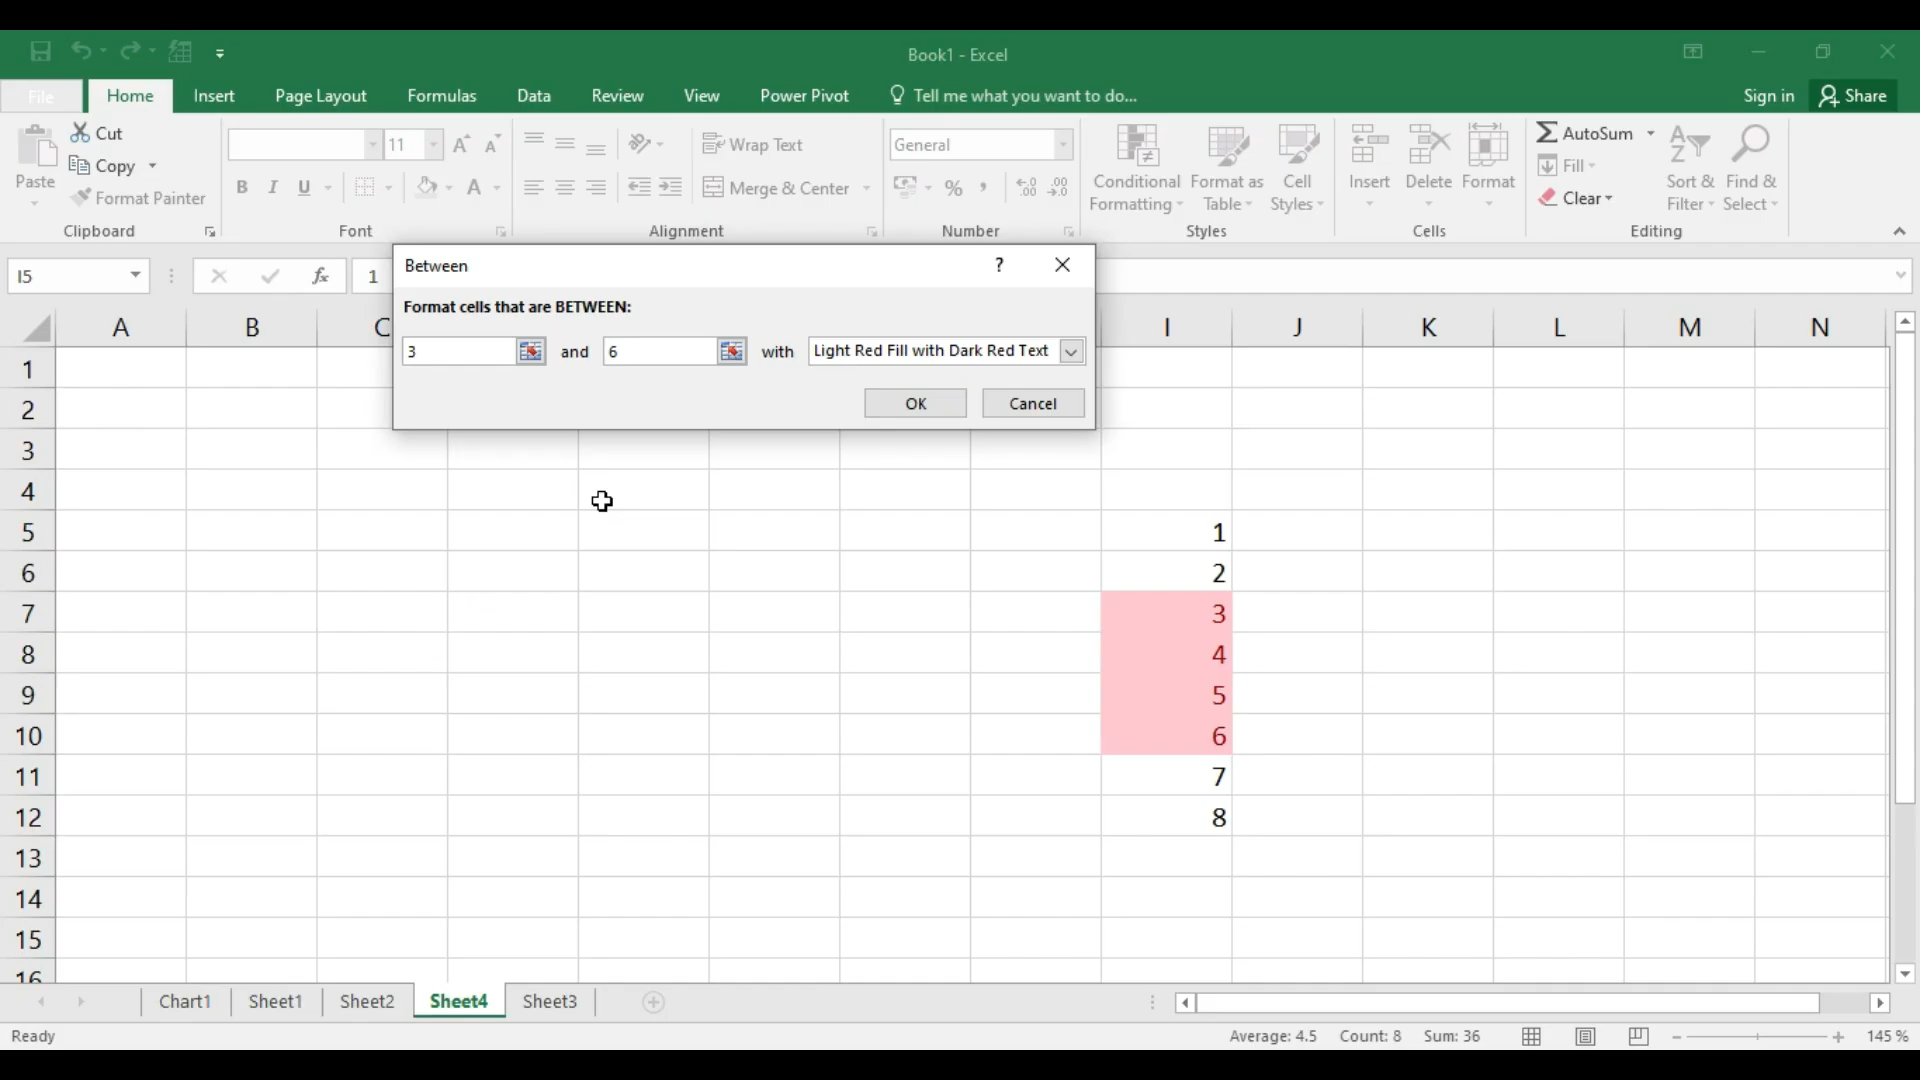 Book1 - Excel
File Home Insert Page Layout Formulas Data Review View Power Pivot Tell me what you want to do... Sign in Share
Paste Cut Copy Format Painter
Clipboard
11 B I U A
Font
Wrap Text
Merge & Center
Alignment
General
% , .00 .00
Number
Conditional Formatting Format as Table Cell Styles
Styles
Insert Delete Format
Cells
AutoSum Fill Clear
Sort & Filter Find & Select
Editing
I5 fx 1
Between ?
Format cells that are BETWEEN:
3 and 6 with Light Red Fill with Dark Red Text
OK Cancel
A B C I J K L M N
1
2
3
4
5 1
6 2
7 3
8 4
9 5
10 6
11 7
12 8
13
14
15
16
Chart1 Sheet1 Sheet2 Sheet4 Sheet3
Ready Average: 4.5 Count: 8 Sum: 36 145 %